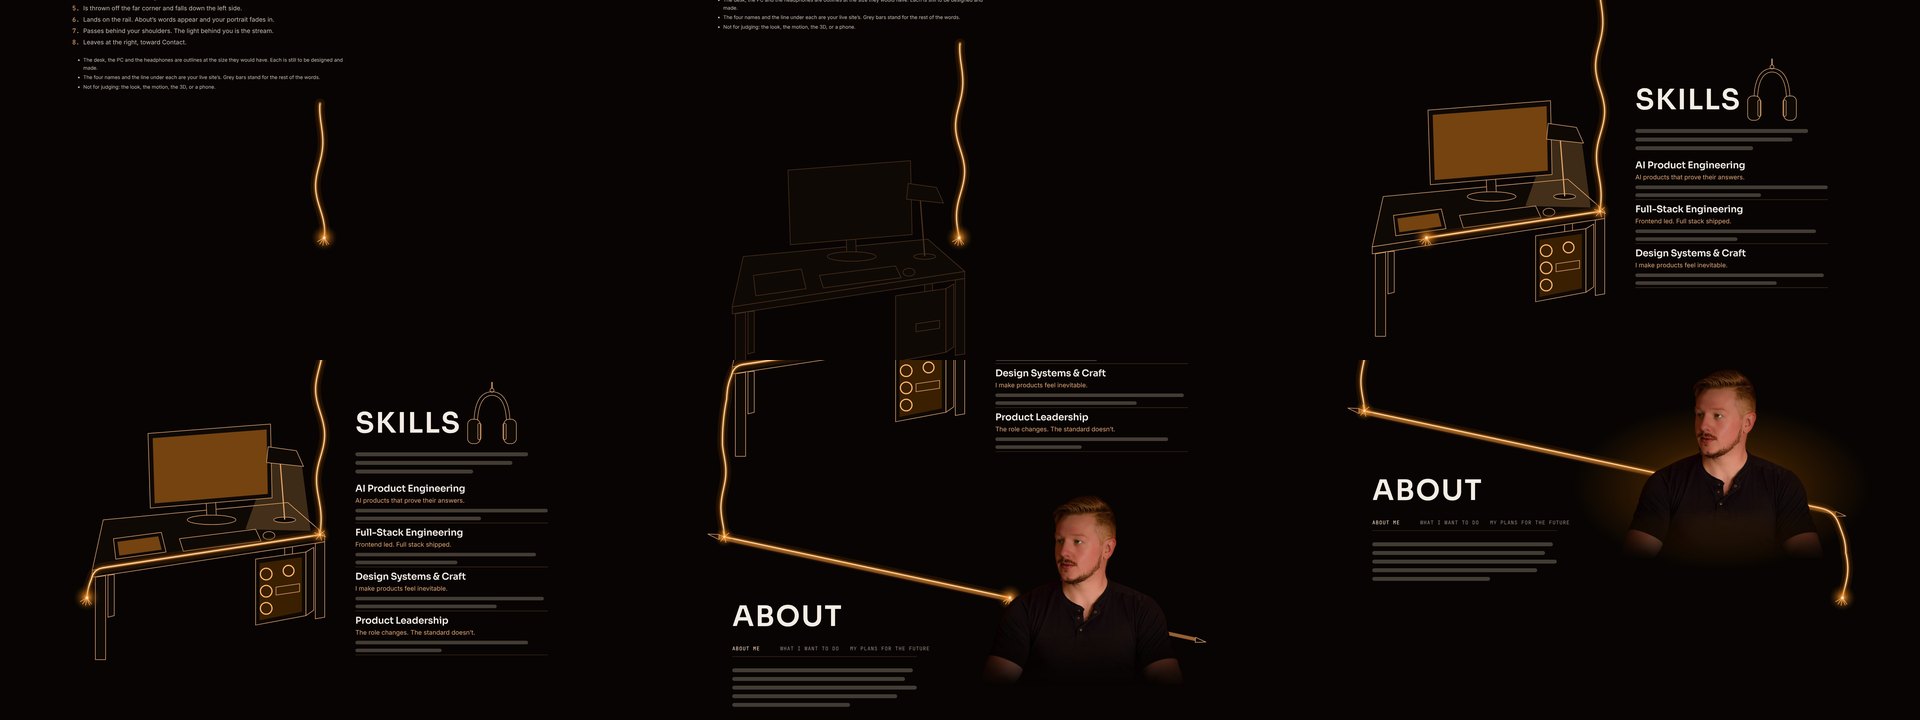 5. Is thrown off the far corner and falls down the left side.
6. Lands on the rail. About's words appear and your portrait fades in.
7. Passes behind your shoulders. The light behind you is the stream.
8. Leaves at the right, toward Contact.
• The desk, the PC and the headphones are outlines at the size they would have. Each is still to be designed and
made.
• The four names and the line under each are your live site's. Grey bars stand for the rest of the words.
• Not for judging: the look, the motion, the 3D, or a phone.
made.
• The four names and the line under each are your live site's. Grey bars stand for the rest of the words.
• Not for judging: the look, the motion, the 3D, or a phone.
SKILLS
AI Product Engineering
AI products that prove their answers.
Full-Stack Engineering
Frontend led. Full stack shipped.
Design Systems & Craft
I make products feel inevitable.
SKILLS
AI Product Engineering
AI products that prove their answers.
Full-Stack Engineering
Frontend led. Full stack shipped.
Design Systems & Craft
I make products feel inevitable.
Product Leadership
The role changes. The standard doesn't.
Design Systems & Craft
I make products feel inevitable.
Product Leadership
The role changes. The standard doesn't.
ABOUT
ABOUT ME WHAT I WANT TO DO MY PLANS FOR THE FUTURE
ABOUT
ABOUT ME WHAT I WANT TO DO MY PLANS FOR THE FUTURE